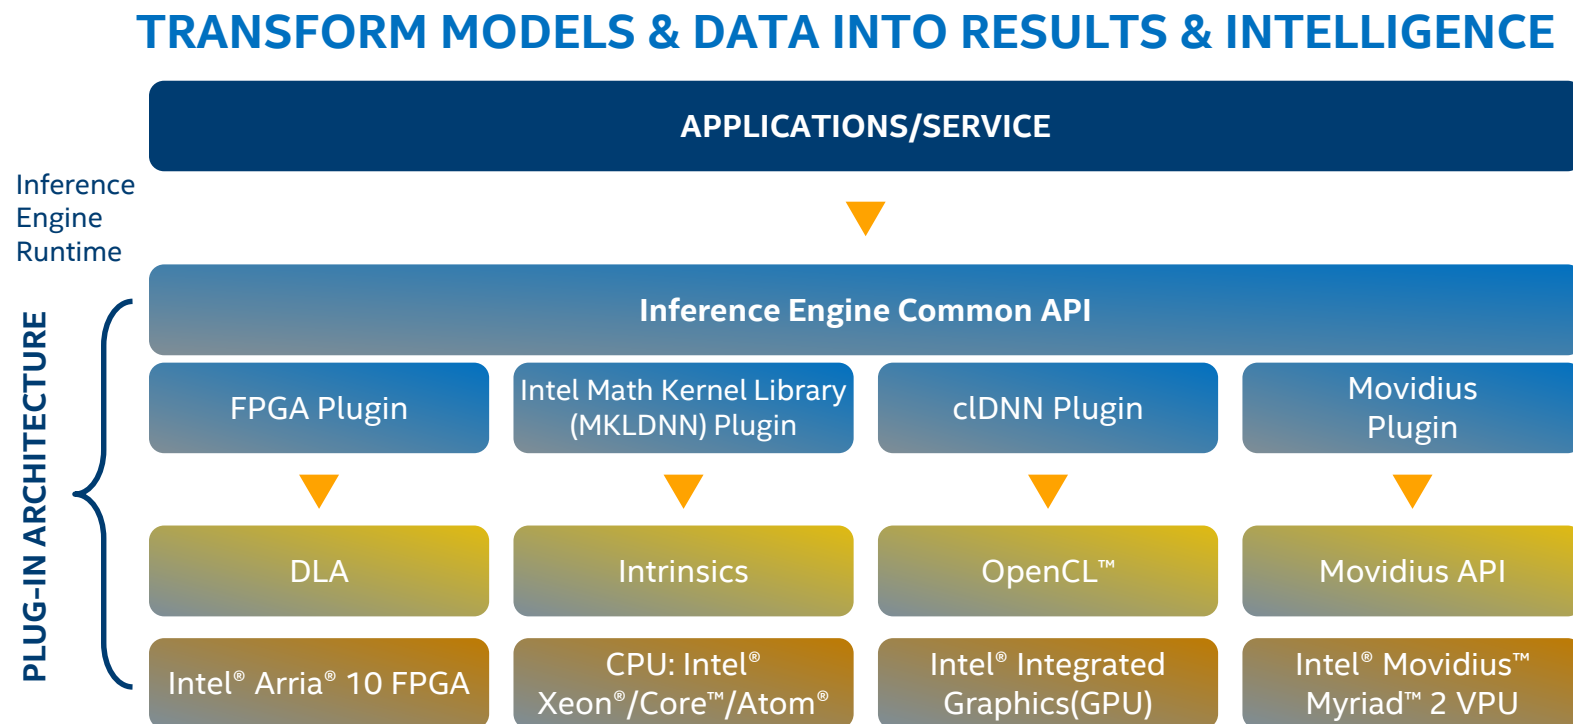 TRANSFORM MODELS & DATA INTO RESULTS & INTELLIGENCE
APPLICATIONS/SERVICE
Inference
Engine
Runtime
Inference Engine Common API
PLUG-IN ARCHITECTURE
FPGA Plugin
Intel Math Kernel Library
(MKLDNN) Plugin
clDNN Plugin
Movidius
Plugin
DLA
Intrinsics
OpenCL™
Movidius API
Intel® Arria® 10 FPGA
CPU: Intel®
Xeon®/Core™/Atom®
Intel® Integrated
Graphics(GPU)
Intel® Movidius™
Myriad™ 2 VPU